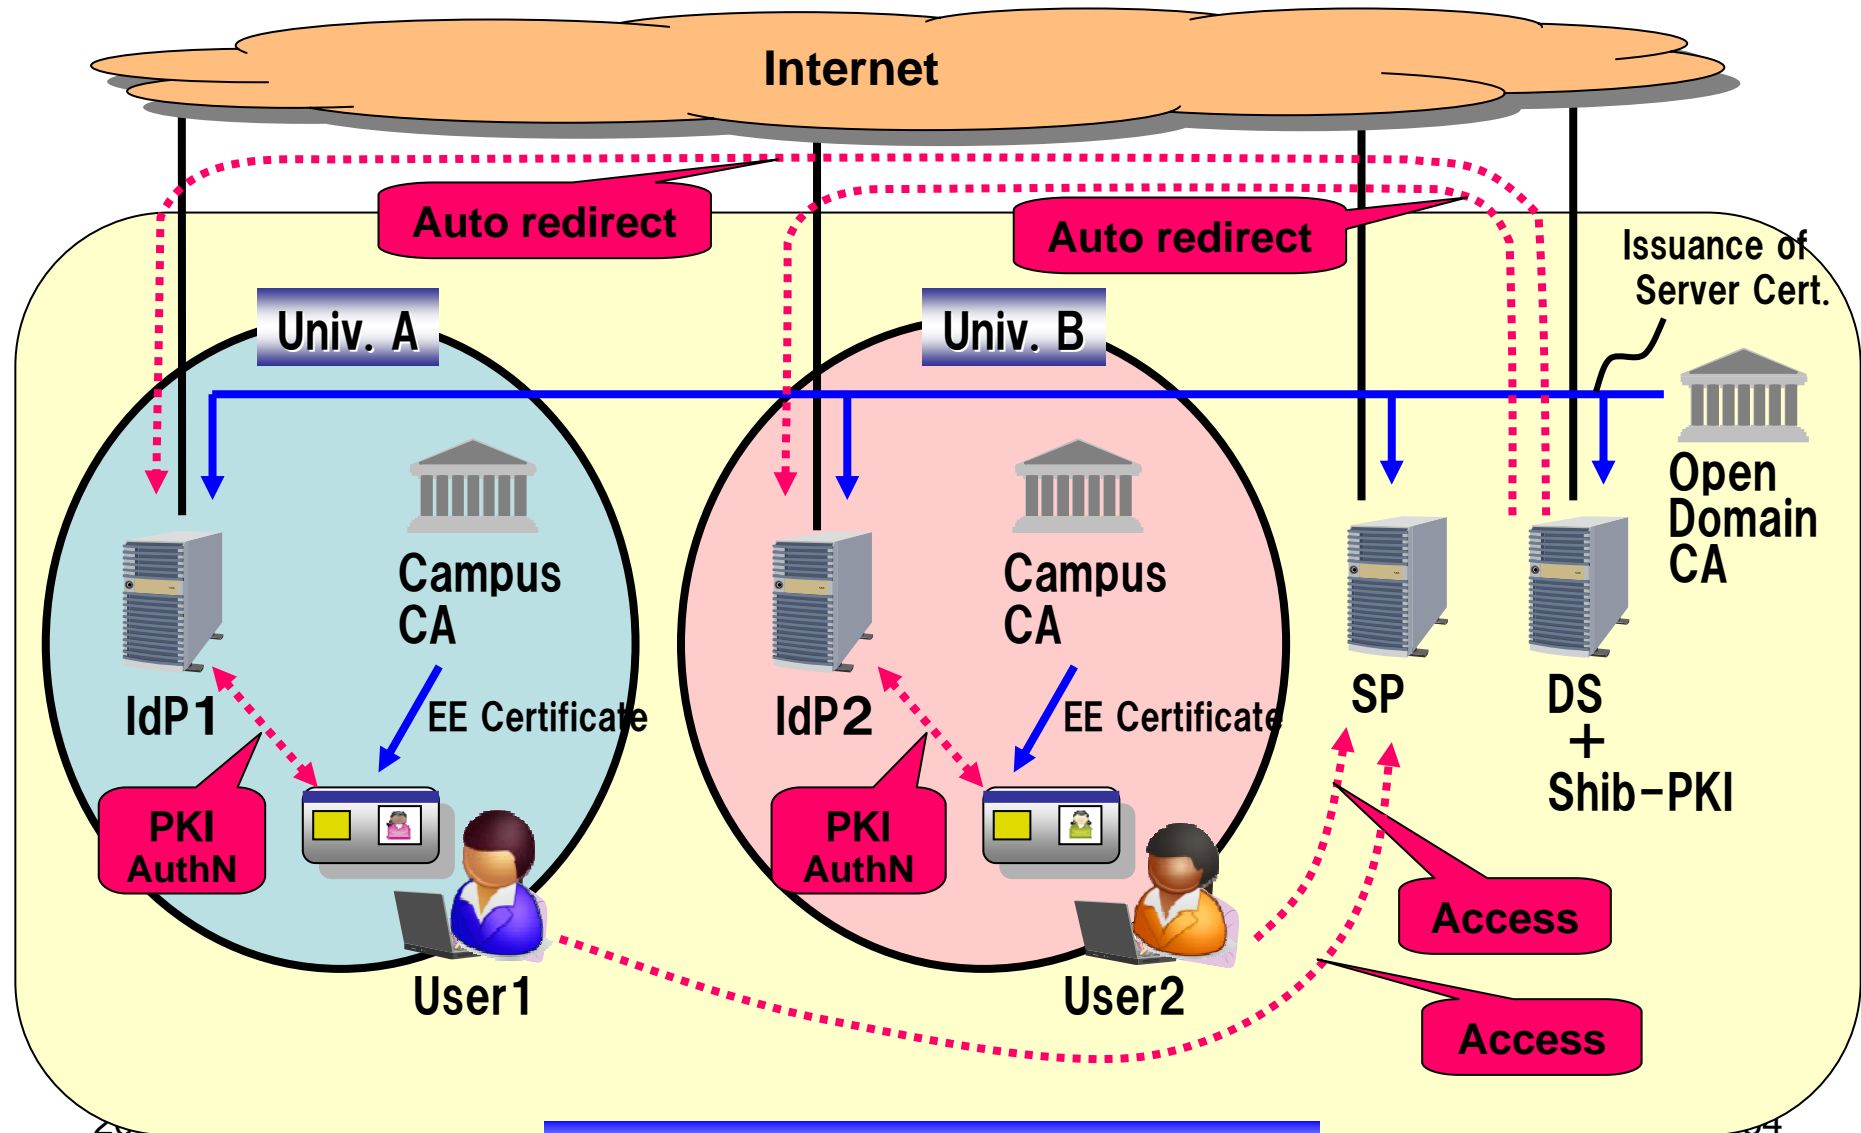 Internet
Auto redirect
Auto redirect
Issuance of
Server Cert.
Univ. A
Univ. B
Open
Domain
CA
Campus
CA
Campus
CA
IdP1
EE Certificate
IdP2
EE Certificate
SP
DS
+
Shib-PKI
PKI
AuthN
PKI
AuthN
Access
User1
User2
Access